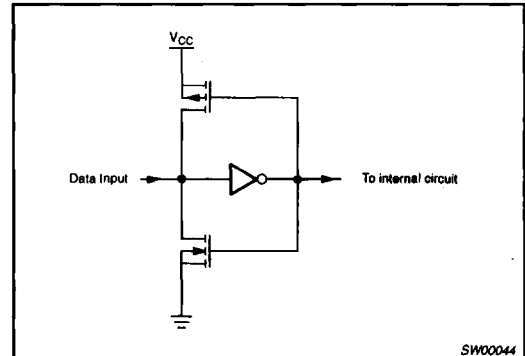 VCC
Data Input
To internal circuit
SW00044